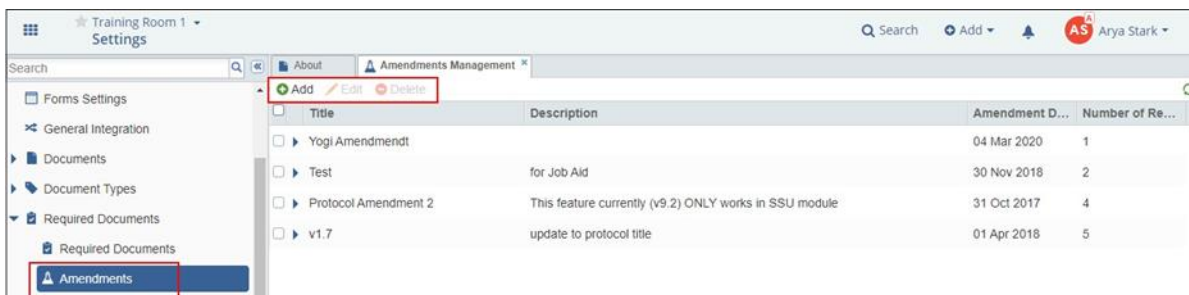 Training Room 1
Settings
Search
Add
A
AS
Arya Stark
Search
About
Amendments Management
Forms Settings
General Integration
Documents
Document Types
Required Documents
Required Documents
Amendments
Add
Edit
Delete
Title Description Amendment D... Number of Re...
Yogi Amendmendt 04 Mar 2020 1
Test for Job Aid 30 Nov 2018 2
Protocol Amendment 2 This feature currently (v9.2) ONLY works in SSU module 31 Oct 2017 4
v1.7 update to protocol title 01 Apr 2018 5